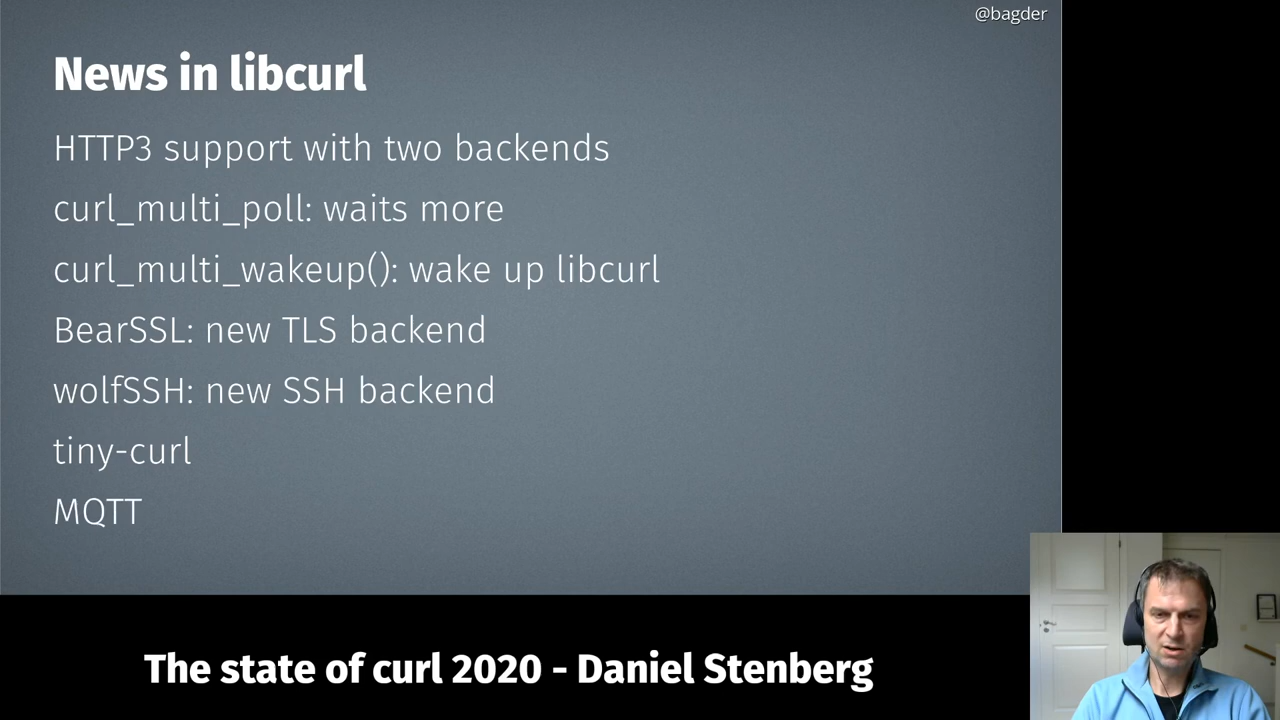 @bagder
News in libcurl
HTTP3 support with two backends
curl_multi_poll: waits more
curl_multi_wakeup(): wake up libcurl
BearSSL: new TLS backend
wolfSSH: new SSH backend
tiny-curl
MQTT
The state of curl 2020 - Daniel Stenberg